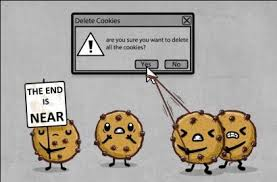 Delete Cookies
are you sure you want to delete
all the cookies?
Yes
No
THE END
IS
NEAR